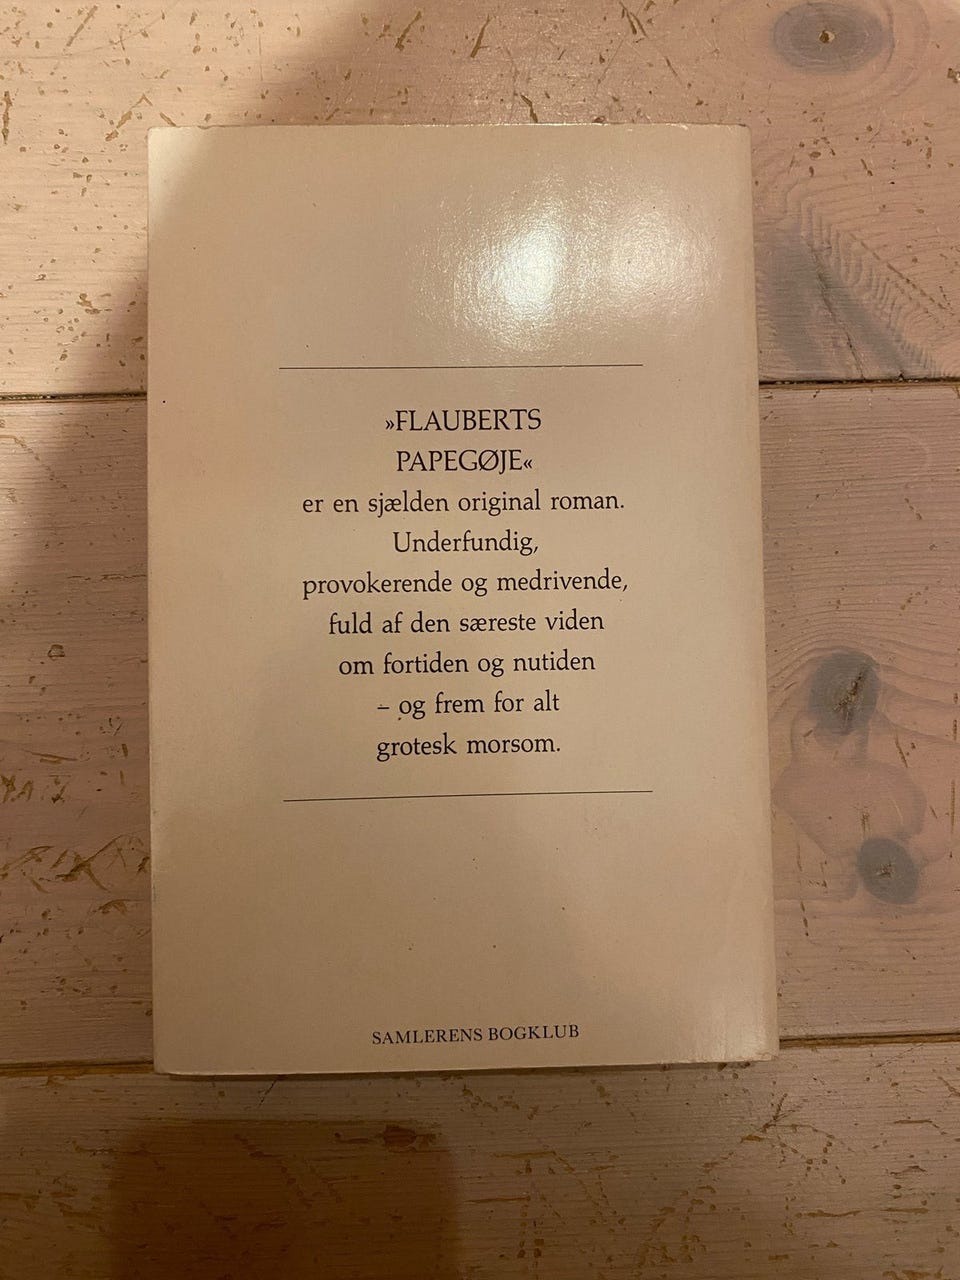 »FLAUBERTS
PAPEGØJE«
er en sjælden original roman.
Underfundig,
provokerende og medrivende,
fuld af den særeste viden
om fortiden og nutiden
– og frem for alt
grotesk morsom.
SAMLERENS BOGKLUB